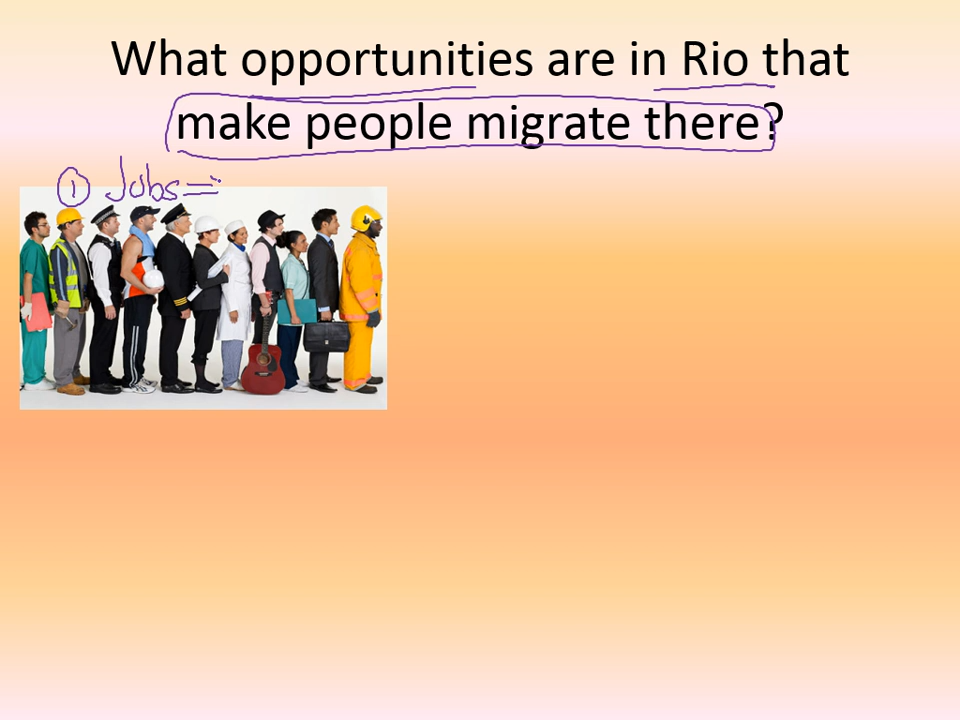 What opportunities are in Rio that
make people migrate there?
① Jobs =